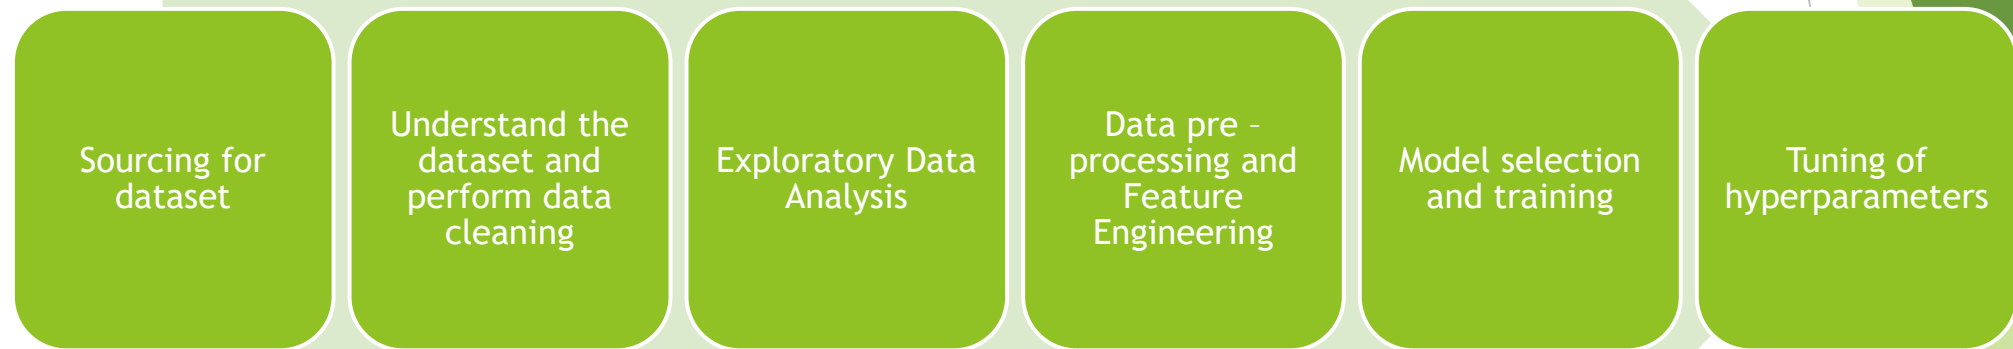 Sourcing for
dataset
Understand the
dataset and
perform data
cleaning
Exploratory Data
Analysis
Data pre –
processing and
Feature
Engineering
Model selection
and training
Tuning of
hyperparameters